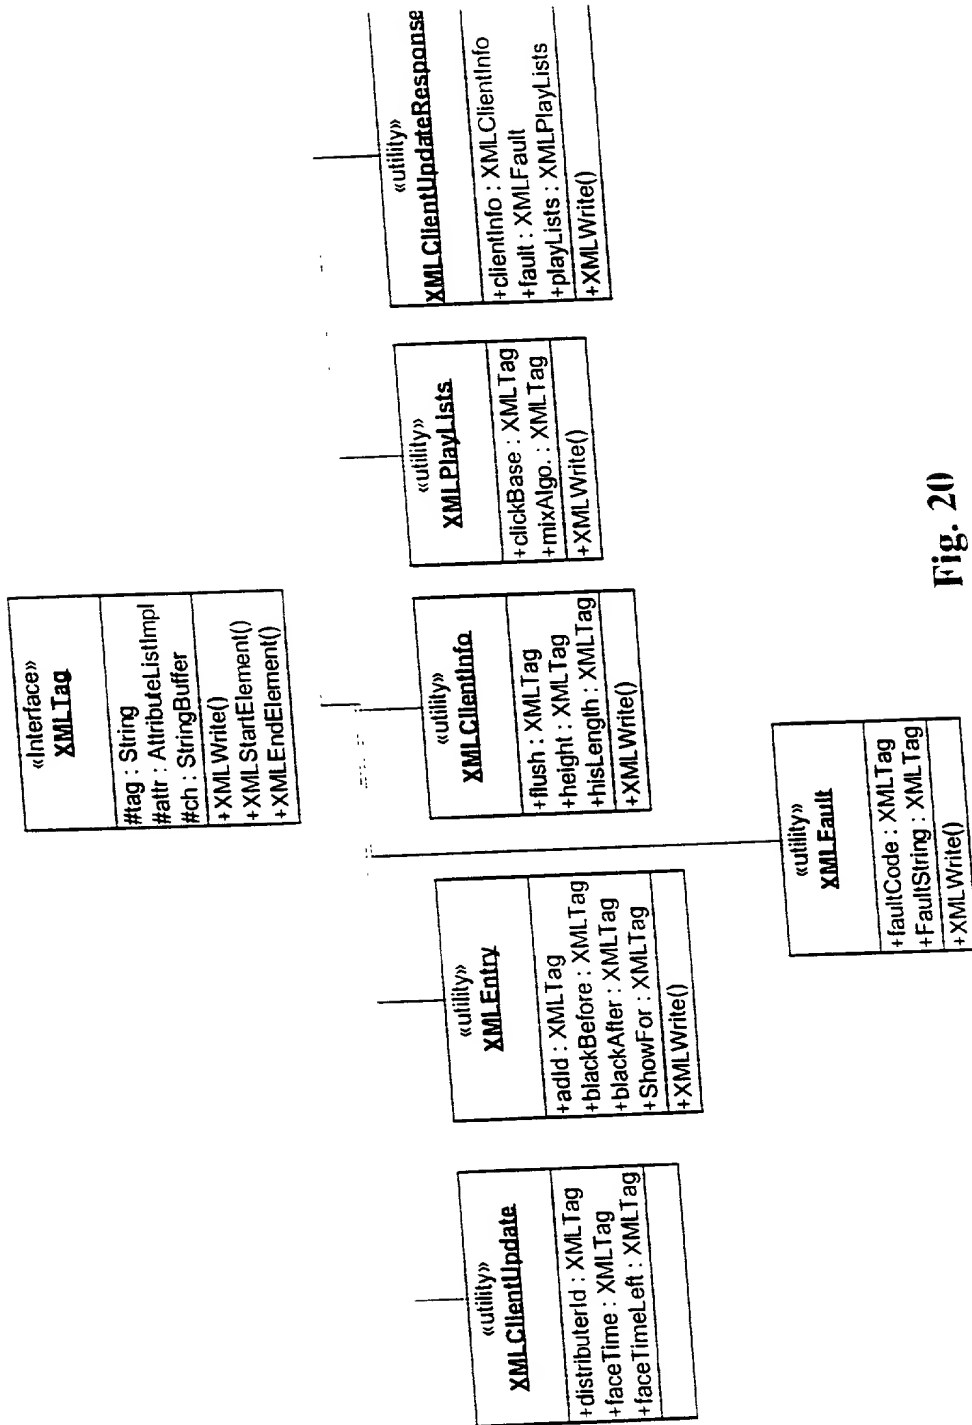 «Interface»
XMLTag
#tag : String
#attr : AttributeListImpl
#ch : StringBuffer
+XMLWrite()
+XMLStartElement()
+XMLEndElement()
«utility»
XMLClientUpdate
+distributerId : XMLTag
+faceTime : XMLTag
+faceTimeLeft : XMLTag
«utility»
XMLEntry
+adId : XMLTag
+blackBefore : XMLTag
+blackAfter : XMLTag
+ShowFor : XMLTag
+XMLWrite()
«utility»
XMLClientInfo
+flush : XMLTag
+height : XMLTag
+hisLength : XMLTag
+XMLWrite()
«utility»
XMLPlayLists
+clickBase : XMLTag
+mixAlgo. : XMLTag
+XMLWrite()
«utility»
XMLClientUpdateResponse
+clientInfo : XMLClientInfo
+fault : XMLFault
+playLists : XMLPlayLists
+XMLWrite()
«utility»
XMLFault
+faultCode : XMLTag
+FaultString : XMLTag
+XMLWrite()
Fig. 20